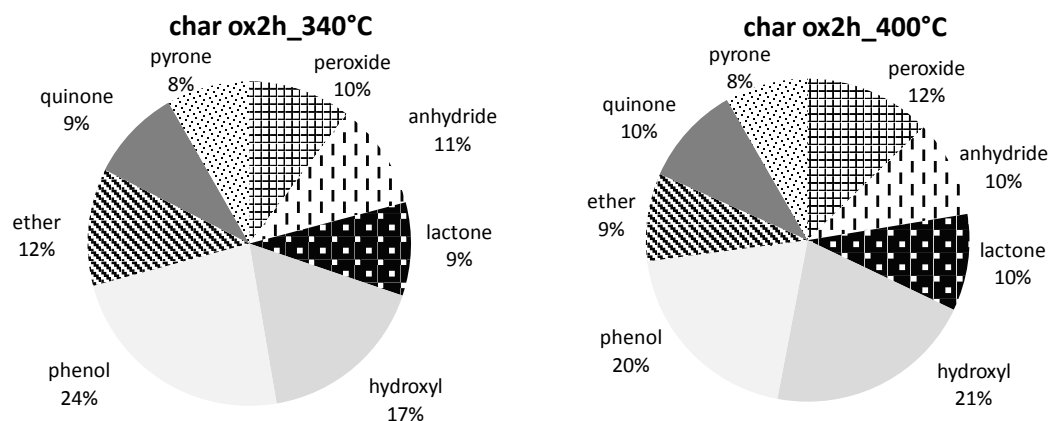 char ox2h_340°C
pyrone
8%
peroxide
10%
anhydride
11%
lactone
9%
hydroxyl
17%
phenol
24%
ether
12%
quinone
9%
char ox2h_400°C
pyrone
8%
peroxide
12%
anhydride
10%
lactone
10%
hydroxyl
21%
phenol
20%
ether
9%
quinone
10%